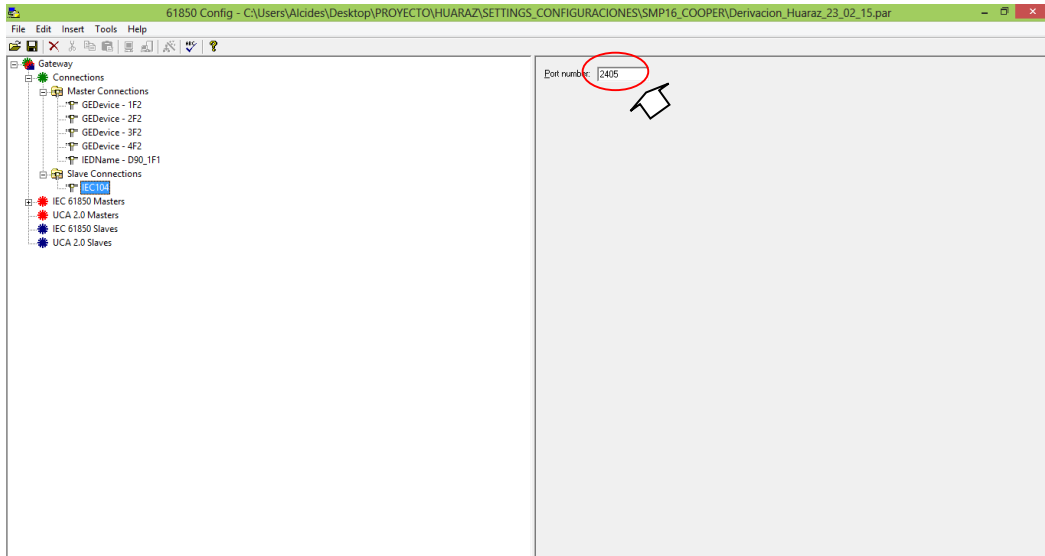 61850 Config - C:\Users\Alcides\Desktop\PROYECTO\HUARAZ\SETTINGS_CONFIGURACIONES\SMP16_COOPER\Derivacion_Huaraz_23_02_15.par
File Edit Insert Tools Help
Gateway
Connections
Master Connections
GEDevice - 1F2
GEDevice - 2F2
GEDevice - 3F2
GEDevice - 4F2
IEDName - D90_1F1
Slave Connections
IEC104
IEC 61850 Masters
UCA 2.0 Masters
IEC 61850 Slaves
UCA 2.0 Slaves
Port number: 2405